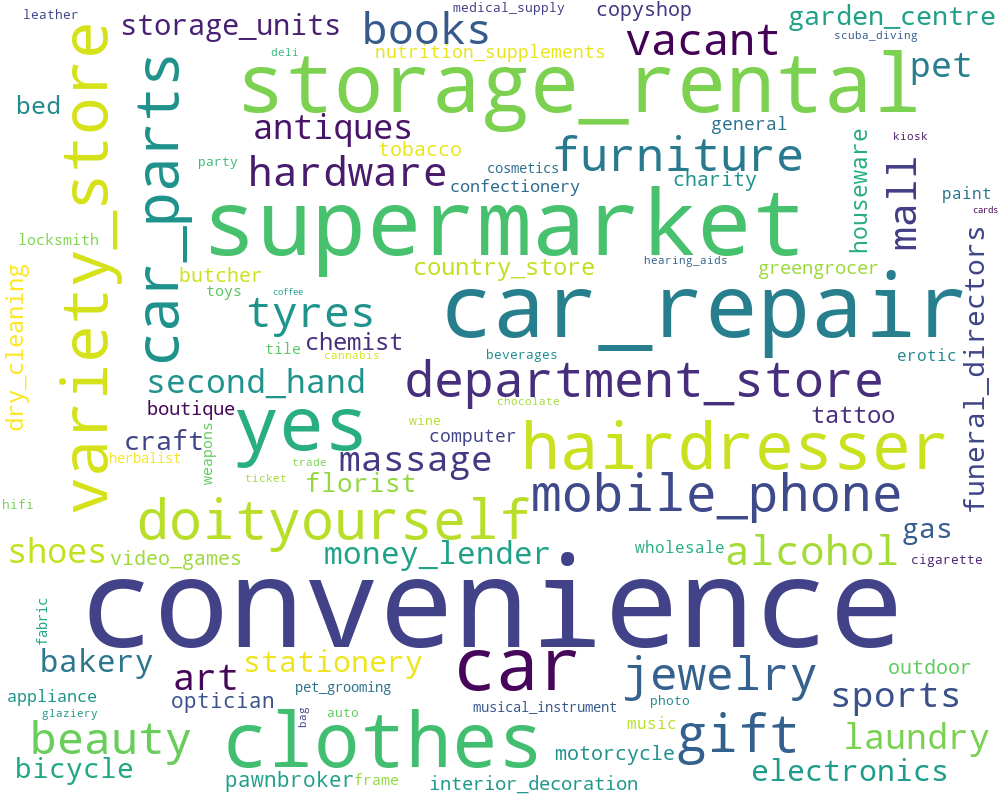 leather
medical_supply
copyshop
garden_centre
storage_units
books
vacant
scuba_diving
deli
nutrition_supplements
storage_rental
pet
variety_store
car_parts
bed
antiques
general
hardware
tobacco
furniture
kiosk
party
cosmetics
confectionery
charity
houseware
mall
paint
cards
supermarket
locksmith
butcher
country_store
hearing_aids
greengrocer
funeral_directors
toys
coffee
dry_cleaning
tyres
car_repair
chemist
tile
cannabis
beverages
erotic
second_hand
department_store
boutique
chocolate
tattoo
yes
wine
craft
computer
hairdresser
herbalist
weapons
trade
massage
ticket
florist
mobile_phone
hifi
doityourself
gas
shoes
video_games
money_lender
wholesale
alcohol
cigarette
convenience
fabric
bakery
stationery
car
art
jewelry
outdoor
pet_grooming
appliance
optician
musical_instrument
photo
sports
glaziery
bag
auto
beauty
clothes
music
gift
laundry
bicycle
motorcycle
pawnbroker
frame
interior_decoration
electronics